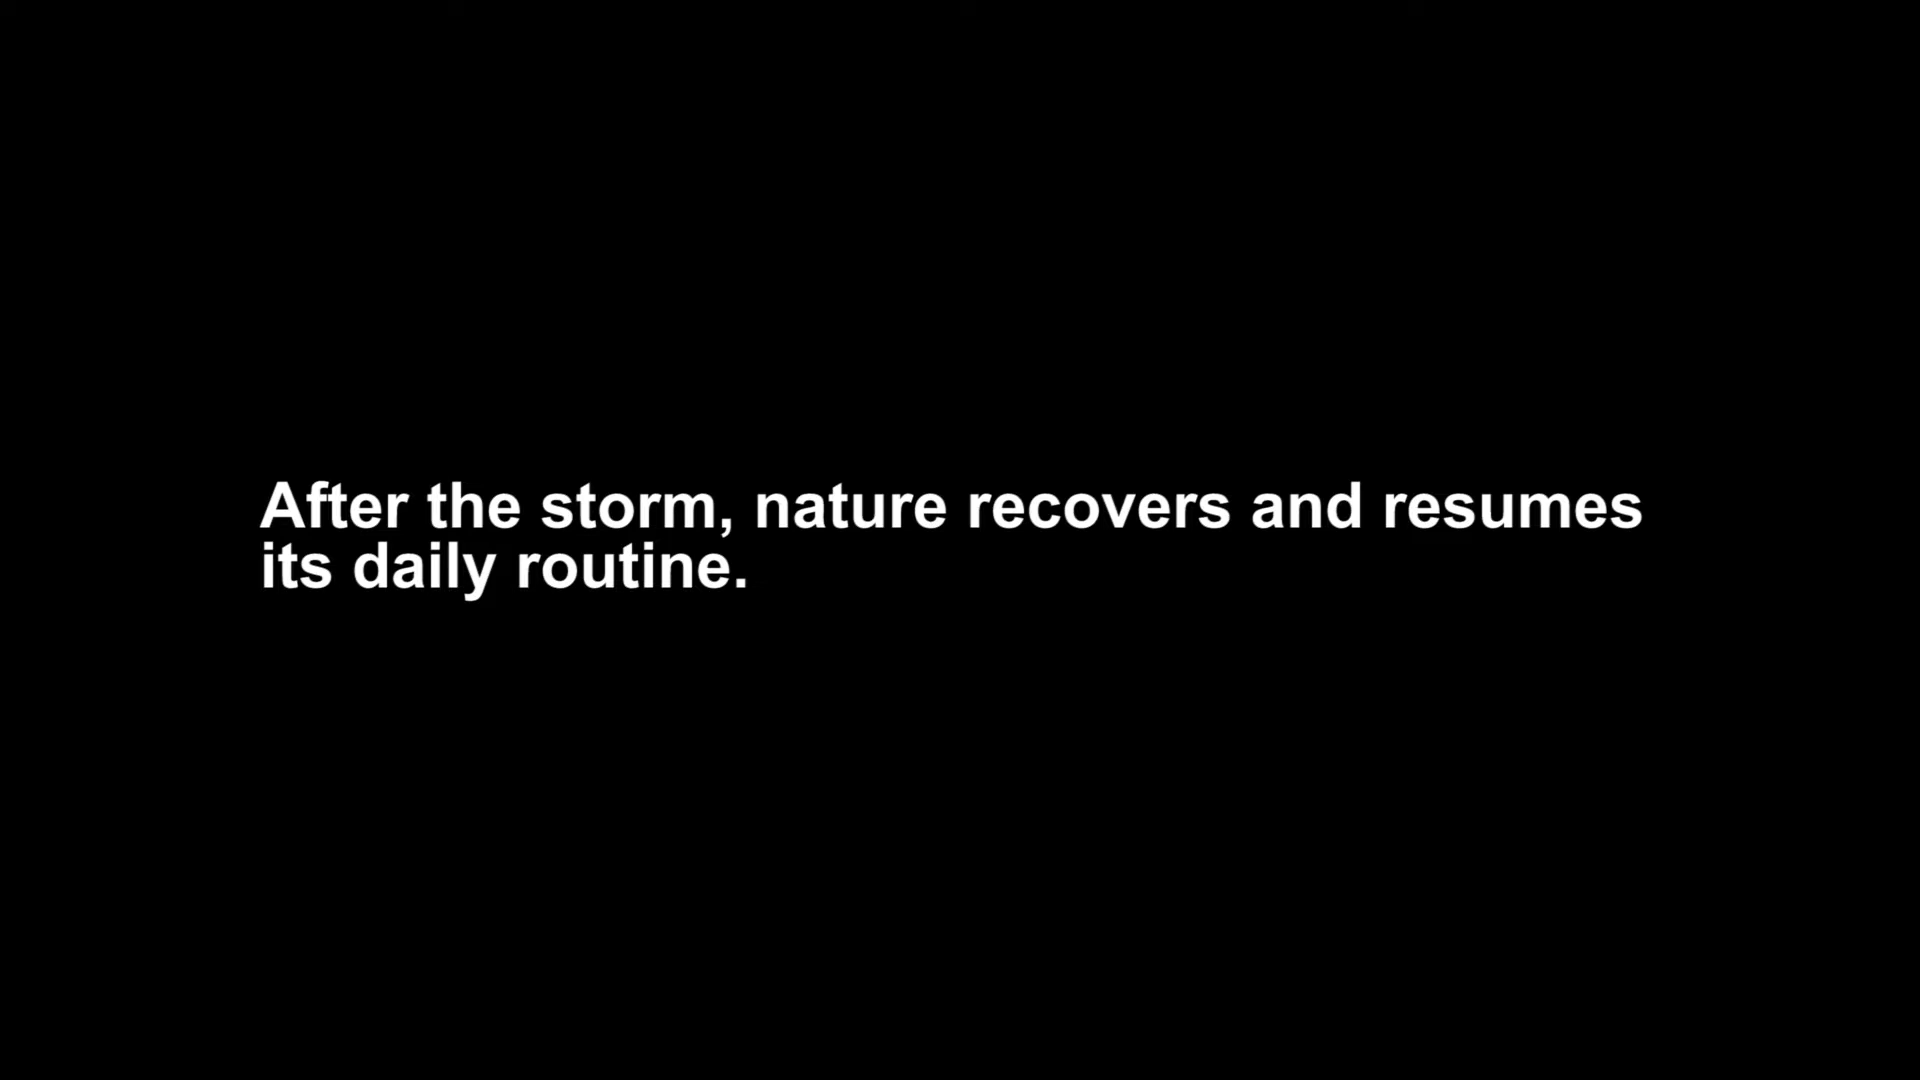 After the storm, nature recovers and resumes
its daily routine.